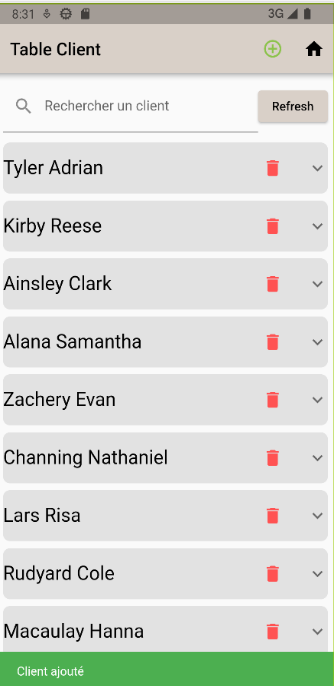 8:31 3G
Table Client
Rechercher un client Refresh
Tyler Adrian
Kirby Reese
Ainsley Clark
Alana Samantha
Zachery Evan
Channing Nathaniel
Lars Risa
Rudyard Cole
Macaulay Hanna
Client ajouté